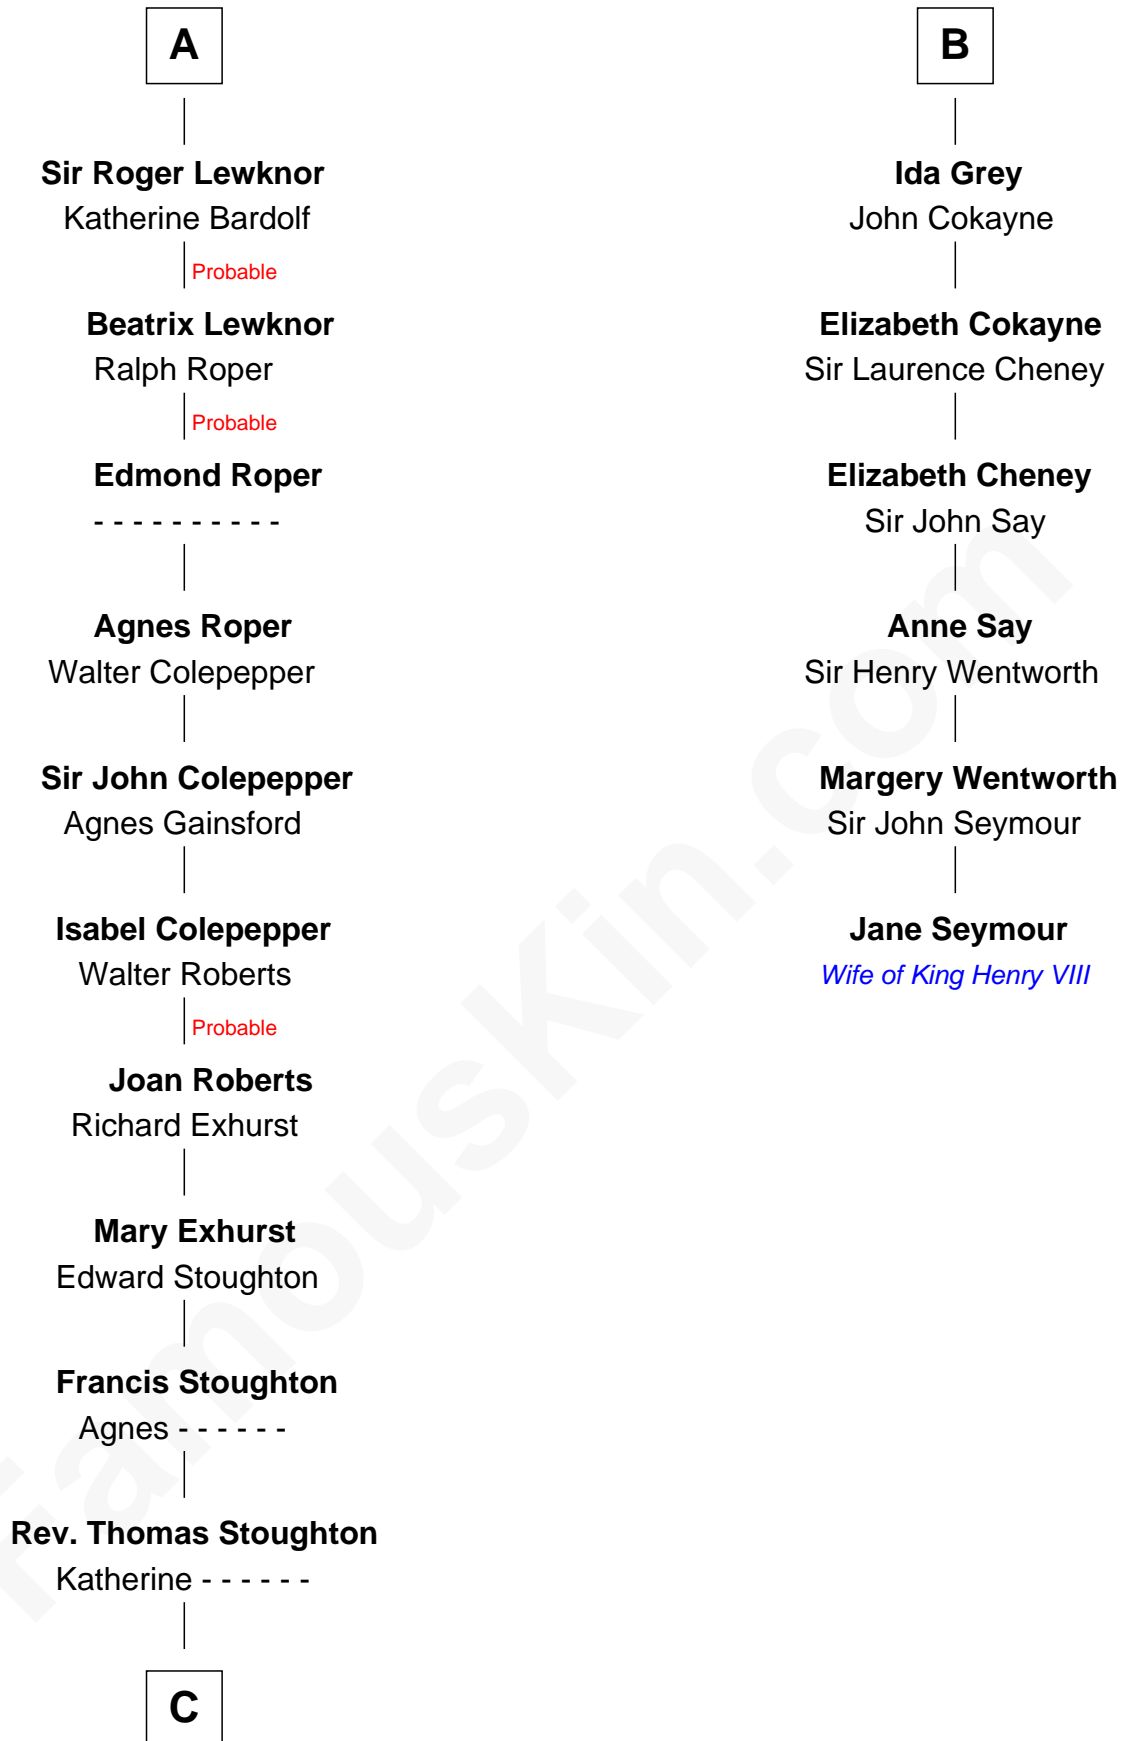 A
Sir Roger Lewknor
Katherine Bardolf
Probable
Beatrix Lewknor
Ralph Roper
Probable
Edmond Roper
- - - - - - - - - -
Agnes Roper
Walter Colepepper
Sir John Colepepper
Agnes Gainsford
Isabel Colepepper
Walter Roberts
Probable
Joan Roberts
Richard Exhurst
Mary Exhurst
Edward Stoughton
Francis Stoughton
Agnes - - - - - -
Rev. Thomas Stoughton
Katherine - - - - - -
C
B
Ida Grey
John Cokayne
Elizabeth Cokayne
Sir Laurence Cheney
Elizabeth Cheney
Sir John Say
Anne Say
Sir Henry Wentworth
Margery Wentworth
Sir John Seymour
Jane Seymour
Wife of King Henry VIII
FamousKin.com